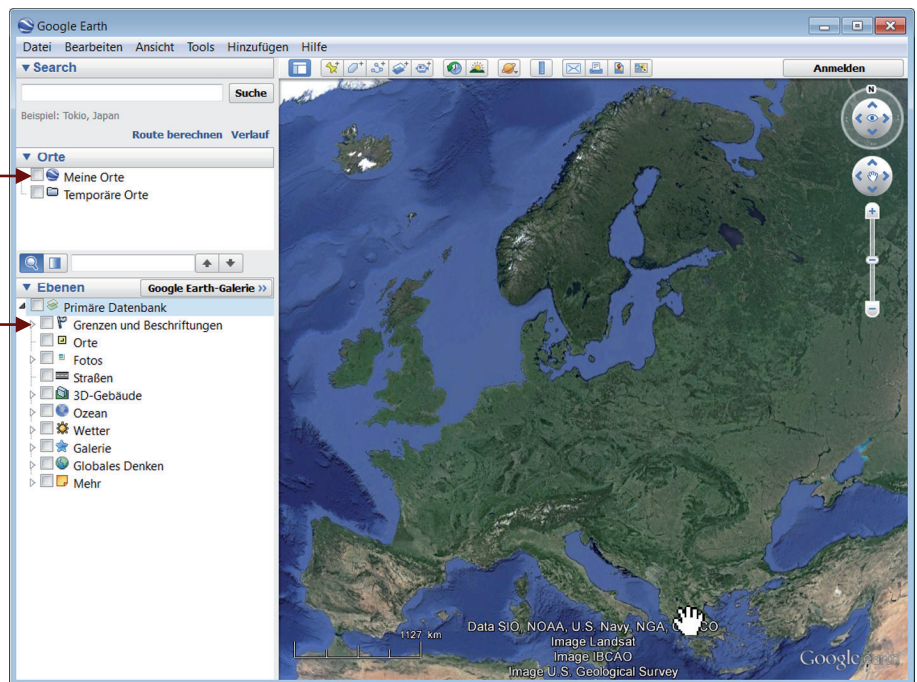 Google Earth
Datei Bearbeiten Ansicht Tools Hinzufügen Hilfe
Search
Suche
Beispiel: Tokio, Japan
Route berechnen Verlauf
Orte
Meine Orte
Temporäre Orte
Ebenen Google Earth-Galerie »
Primäre Datenbank
Grenzen und Beschriftungen
Orte
Fotos
Straßen
3D-Gebäude
Ozean
Wetter
Galerie
Globales Denken
Mehr
Anmelden
N
1127 km
Data SIO, NOAA, U.S. Navy, NGA,
Image Landsat
Image IBCAO
Image U.S. Geological Survey
Google earth